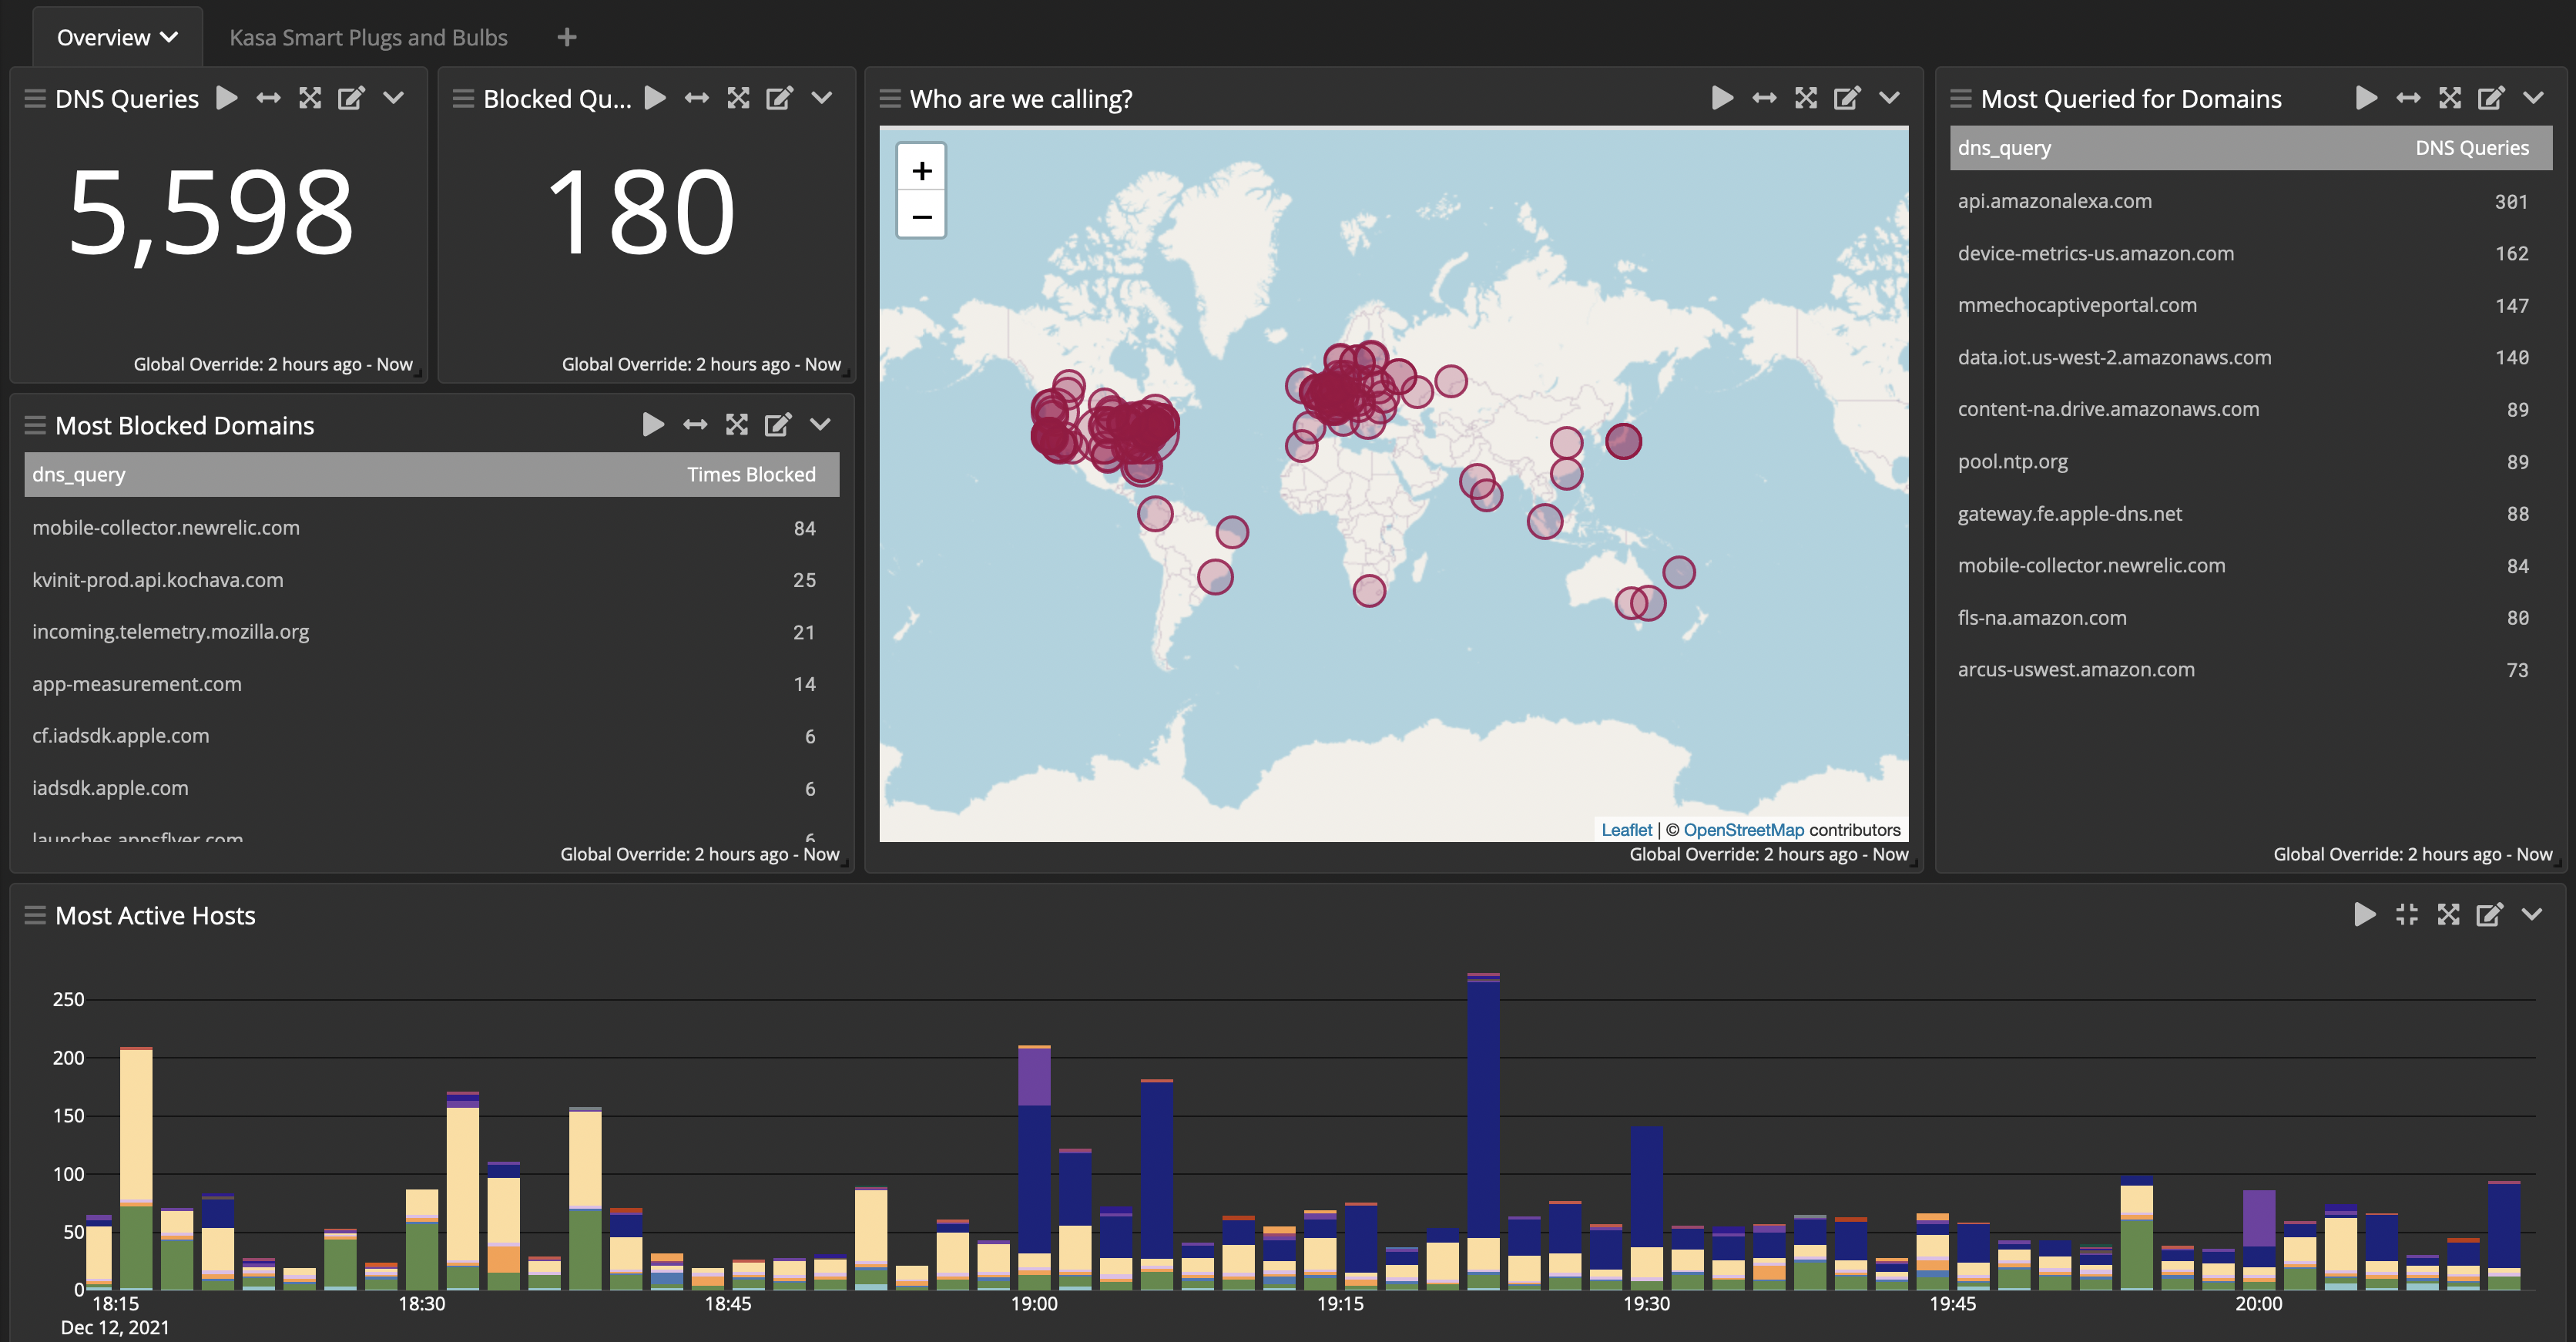 Overview
Kasa Smart Plugs and Bulbs
+
DNS Queries
5,598
Global Override: 2 hours ago - Now
Blocked Qu...
180
Global Override: 2 hours ago - Now
Most Blocked Domains
dns_query Times Blocked
mobile-collector.newrelic.com 84
kvinit-prod.api.kochava.com 25
incoming.telemetry.mozilla.org 21
app-measurement.com 14
cf.iadsdk.apple.com 6
iadsdk.apple.com 6
launches.appsflyer.com 6
Global Override: 2 hours ago - Now
Who are we calling?
+
−
Leaflet | © OpenStreetMap contributors
Global Override: 2 hours ago - Now
Most Queried for Domains
dns_query DNS Queries
api.amazonalexa.com 301
device-metrics-us.amazon.com 162
mmechocaptiveportal.com 147
data.iot.us-west-2.amazonaws.com 140
content-na.drive.amazonaws.com 89
pool.ntp.org 89
gateway.fe.apple-dns.net 88
mobile-collector.newrelic.com 84
fls-na.amazon.com 80
arcus-uswest.amazon.com 73
Global Override: 2 hours ago - Now
Most Active Hosts
250
200
150
100
50
0
18:15 18:30 18:45 19:00 19:15 19:30 19:45 20:00
Dec 12, 2021